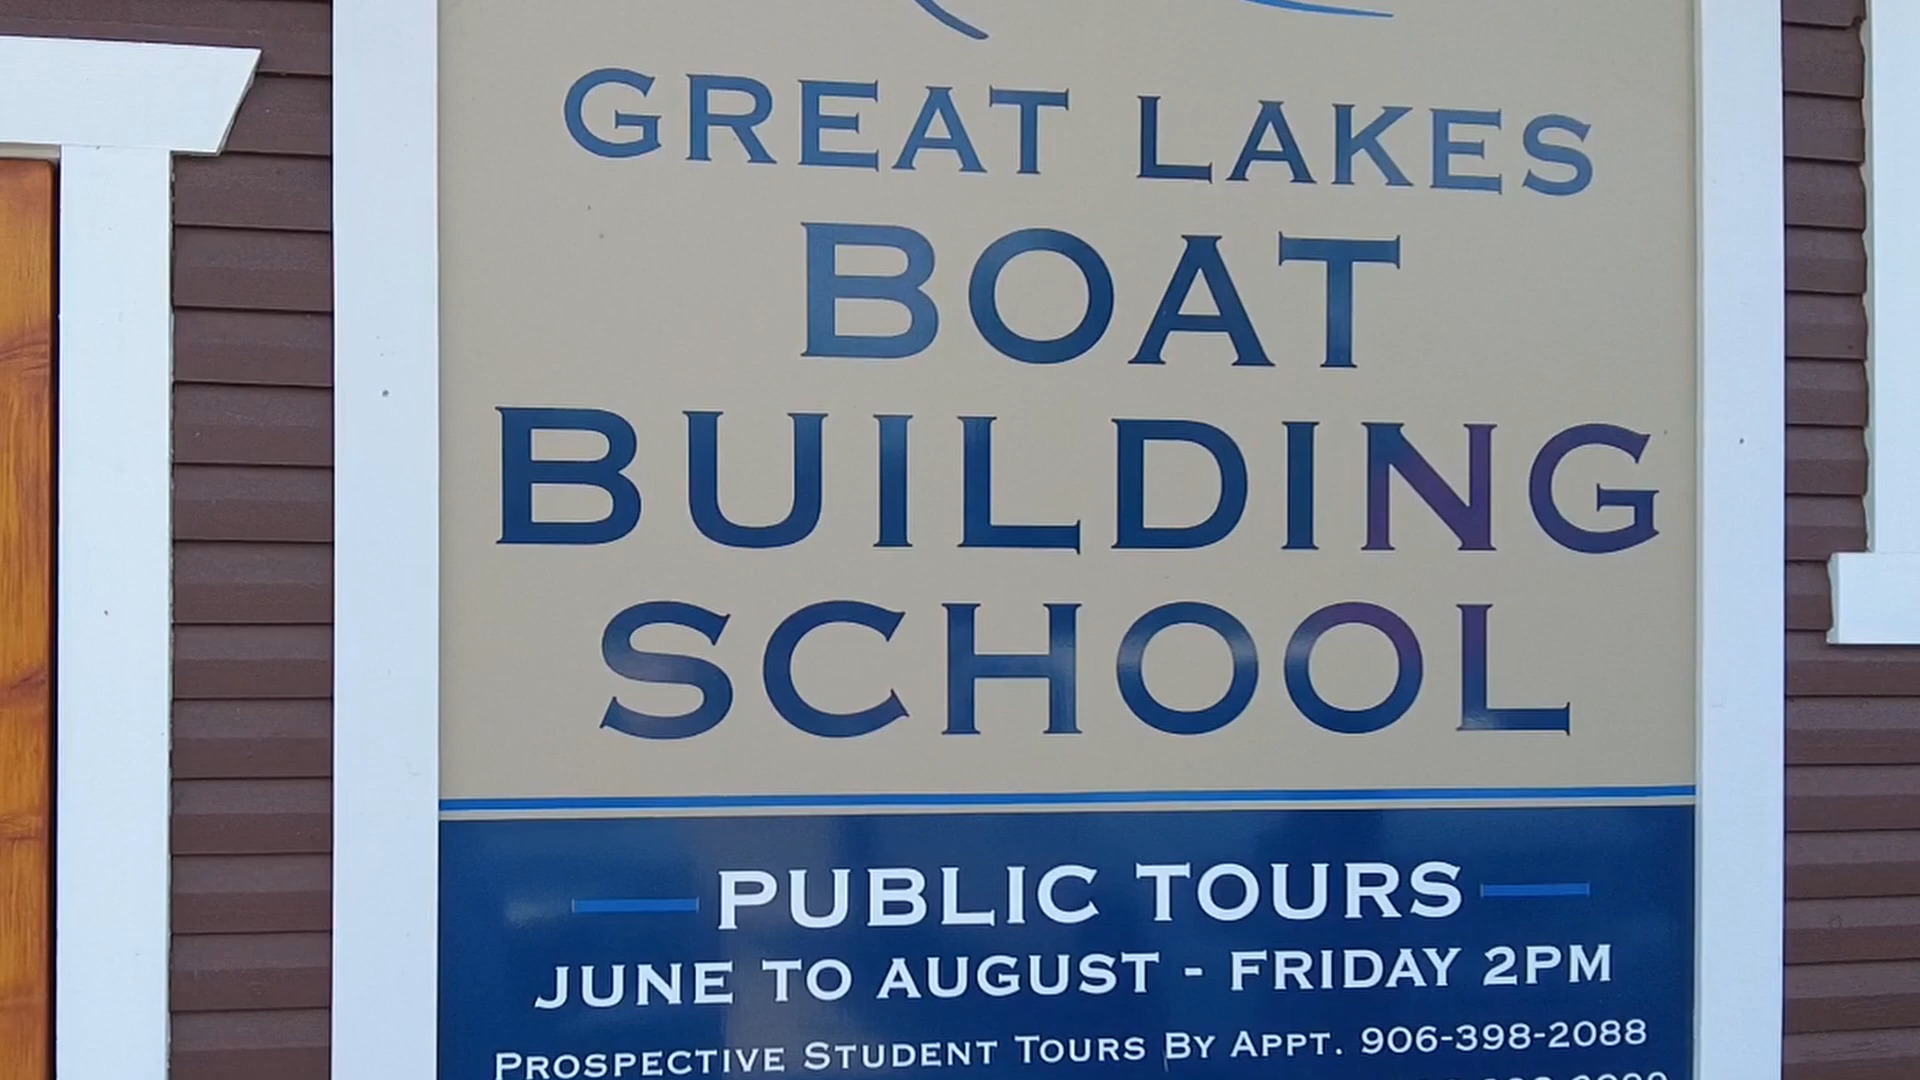 GREAT LAKES
BOAT
BUILDING
SCHOOL
PUBLIC TOURS
JUNE TO AUGUST - FRIDAY 2PM
PROSPECTIVE STUDENT TOURS BY APPT. 906-398-2088